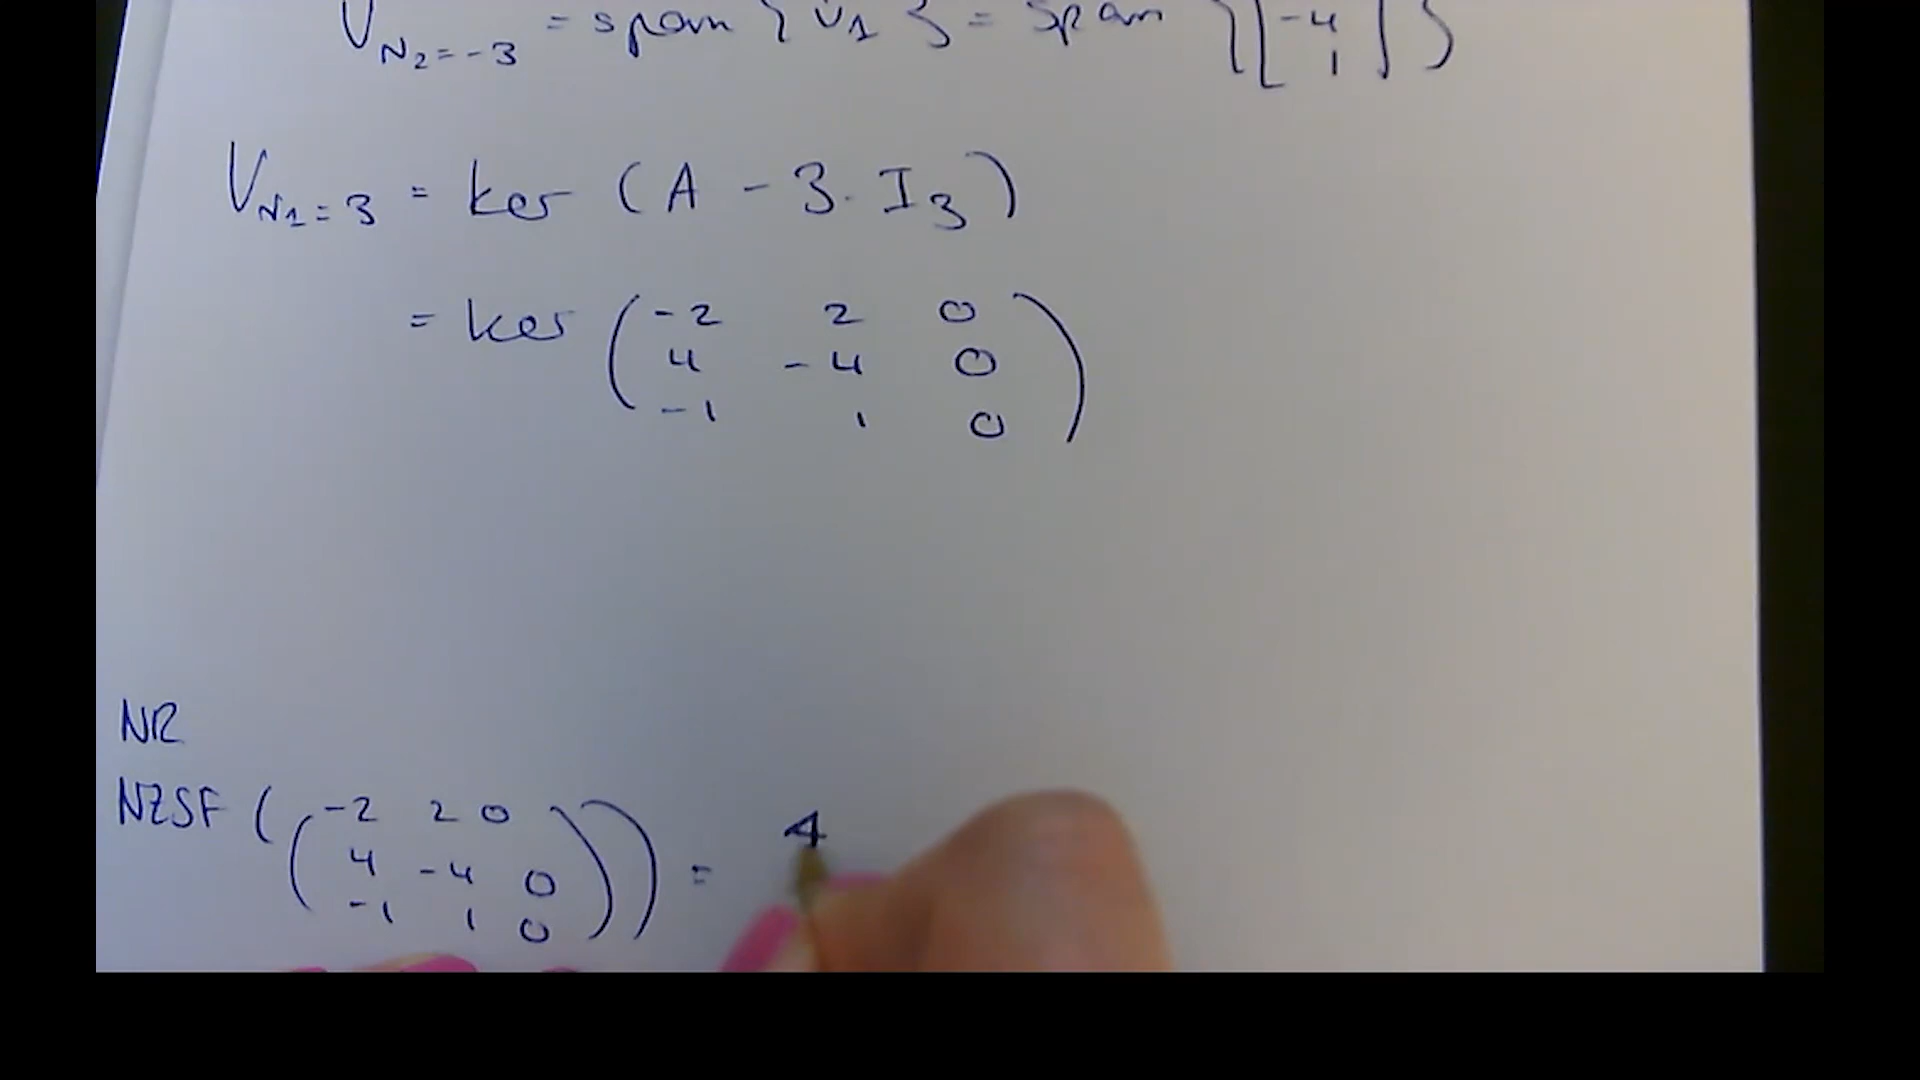 V_{λ2=-3} = span { v1 } = span { [ -4
1 ] }
V_{λ1=3} = ker (A - 3 · I3)
= ker ( -2 2 0
4 -4 0
-1 1 0 )
NR
NZSF ( ( -2 2 0
4 -4 0
-1 1 0 ) ) =